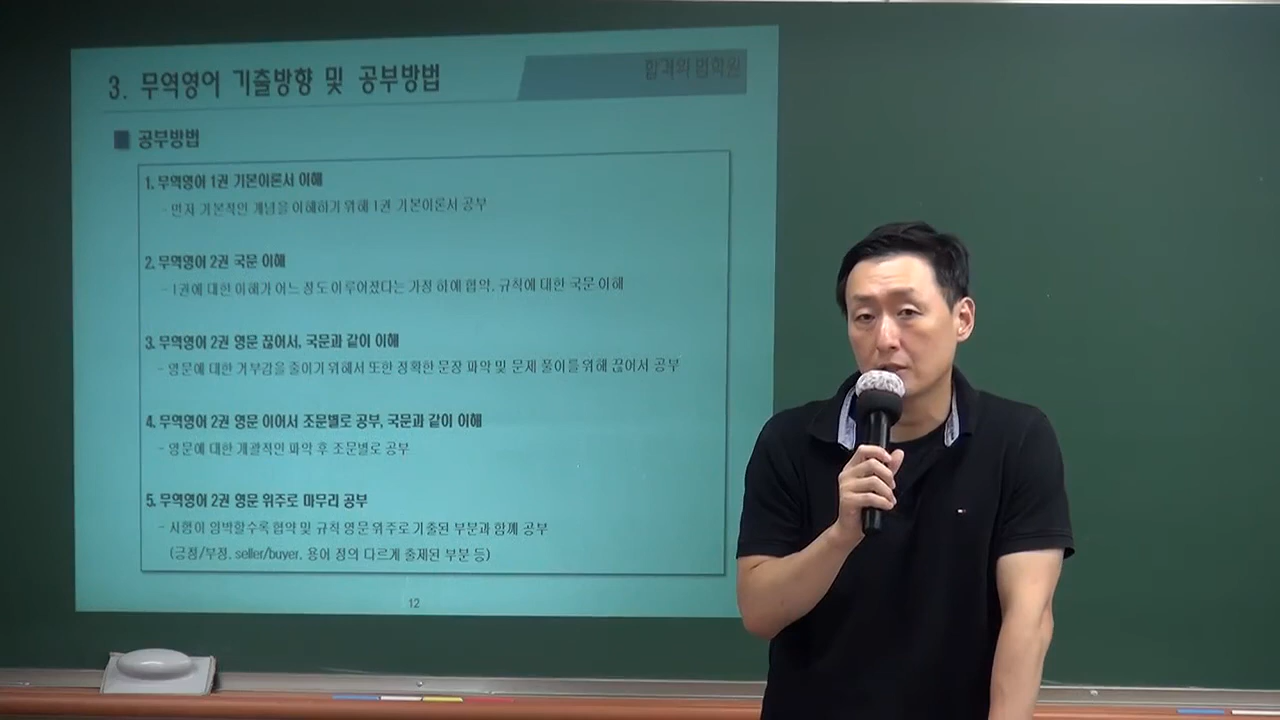 3. 무역영어 기출방향 및 공부방법
합격의 법학원
공부방법
1. 무역영어 1권 기본이론서 이해
- 먼저 기본적인 개념을 이해하기 위해 1권 기본이론서 공부
2. 무역영어 2권 국문 이해
- 1권에 대한 이해가 어느 정도 이루어졌다는 가정 하에 협약, 규칙에 대한 국문 이해
3. 무역영어 2권 영문 끊어서, 국문과 같이 이해
- 영문에 대한 거부감을 줄이기 위해서 또한 정확한 문장 파악 및 문제 풀이를 위해 끊어서 공부
4. 무역영어 2권 영문 이어서 조문별로 공부, 국문과 같이 이해
- 영문에 대한 개괄적인 파악 후 조문별로 공부
5. 무역영어 2권 영문 위주로 마무리 공부
- 시험이 임박할수록 협약 및 규칙 영문 위주로 기출된 부분과 함께 공부
(긍정/부정, seller/buyer, 용어 정의 다르게 출제된 부분 등)
12